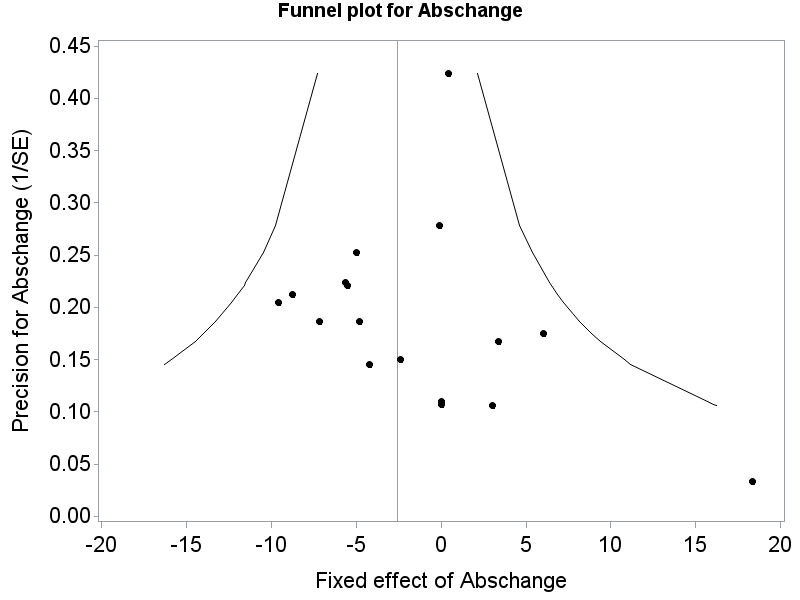 Funnel plot for Abschange
Precision for Abschange (1/SE)
0.45
0.40
0.35
0.30
0.25
0.20
0.15
0.10
0.05
0.00
-20 -15 -10 -5 0 5 10 15 20
Fixed effect of Abschange